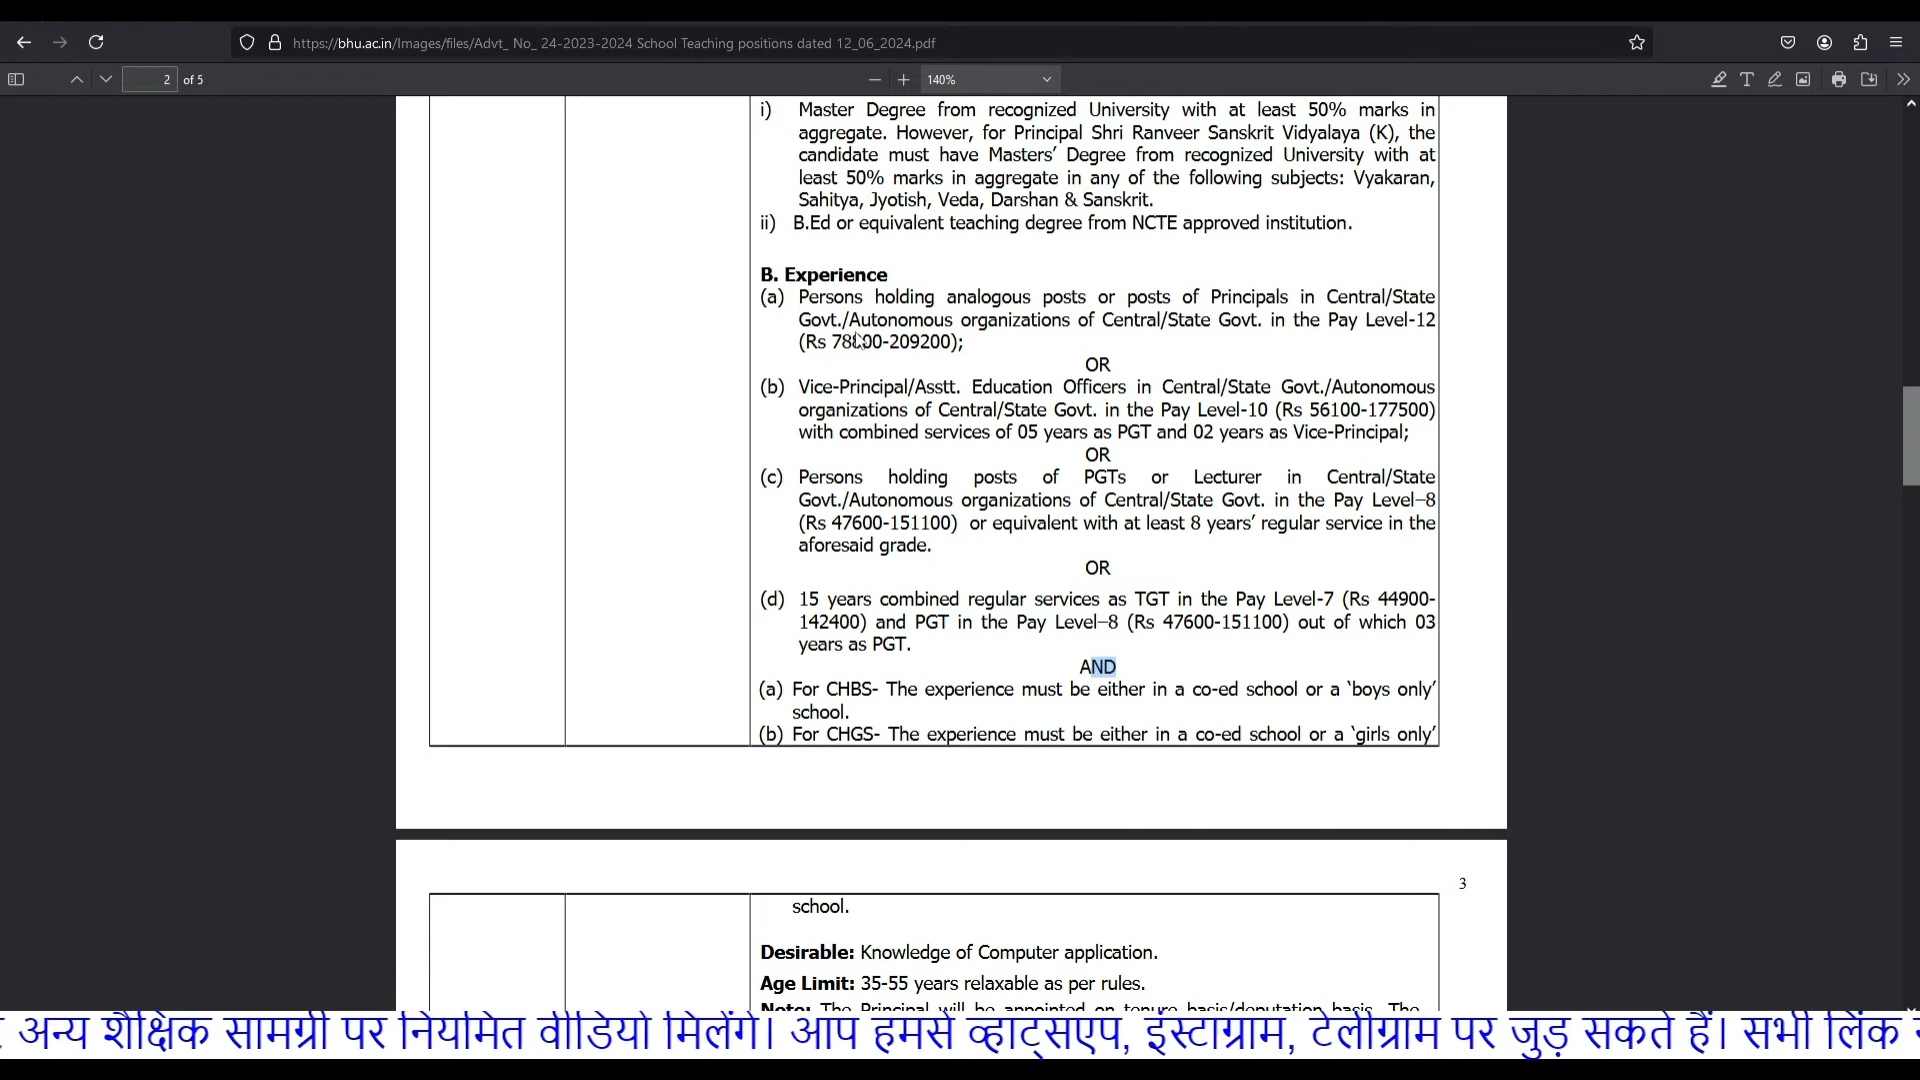 https://bhu.ac.in/Images/files/Advt_ No_ 24-2023-2024 School Teaching positions dated 12_06_2024.pdf
2 of 5
140%
i) Master Degree from recognized University with at least 50% marks in
aggregate. However, for Principal Shri Ranveer Sanskrit Vidyalaya (K), the
candidate must have Masters’ Degree from recognized University with at
least 50% marks in aggregate in any of the following subjects: Vyakaran,
Sahitya, Jyotish, Veda, Darshan & Sanskrit.
ii) B.Ed or equivalent teaching degree from NCTE approved institution.
B. Experience
(a) Persons holding analogous posts or posts of Principals in Central/State
Govt./Autonomous organizations of Central/State Govt. in the Pay Level-12
(Rs 78800-209200);
OR
(b) Vice-Principal/Asstt. Education Officers in Central/State Govt./Autonomous
organizations of Central/State Govt. in the Pay Level-10 (Rs 56100-177500)
with combined services of 05 years as PGT and 02 years as Vice-Principal;
OR
(c) Persons holding posts of PGTs or Lecturer in Central/State
Govt./Autonomous organizations of Central/State Govt. in the Pay Level–8
(Rs 47600-151100) or equivalent with at least 8 years’ regular service in the
aforesaid grade.
OR
(d) 15 years combined regular services as TGT in the Pay Level-7 (Rs 44900-
142400) and PGT in the Pay Level–8 (Rs 47600-151100) out of which 03
years as PGT.
AND
(a) For CHBS- The experience must be either in a co-ed school or a ‘boys only’
school.
(b) For CHGS- The experience must be either in a co-ed school or a ‘girls only’
3
school.
Desirable: Knowledge of Computer application.
Age Limit: 35-55 years relaxable as per rules.
Note: The Principal will be appointed on tenure basis/deputation basis. The
अन्य शैक्षिक सामग्री पर नियमित वीडियो मिलेंगे। आप हमसे व्हाट्सएप, इंस्टाग्राम, टेलीग्राम पर जुड़ सकते हैं। सभी लिंक